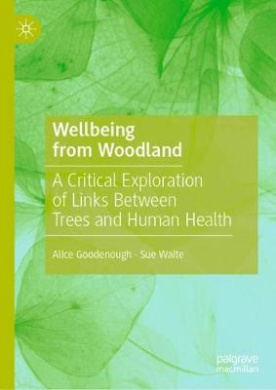 Wellbeing
from Woodland
A Critical Exploration
of Links Between
Trees and Human Health
Alice Goodenough · Sue Waite
palgrave
macmillan